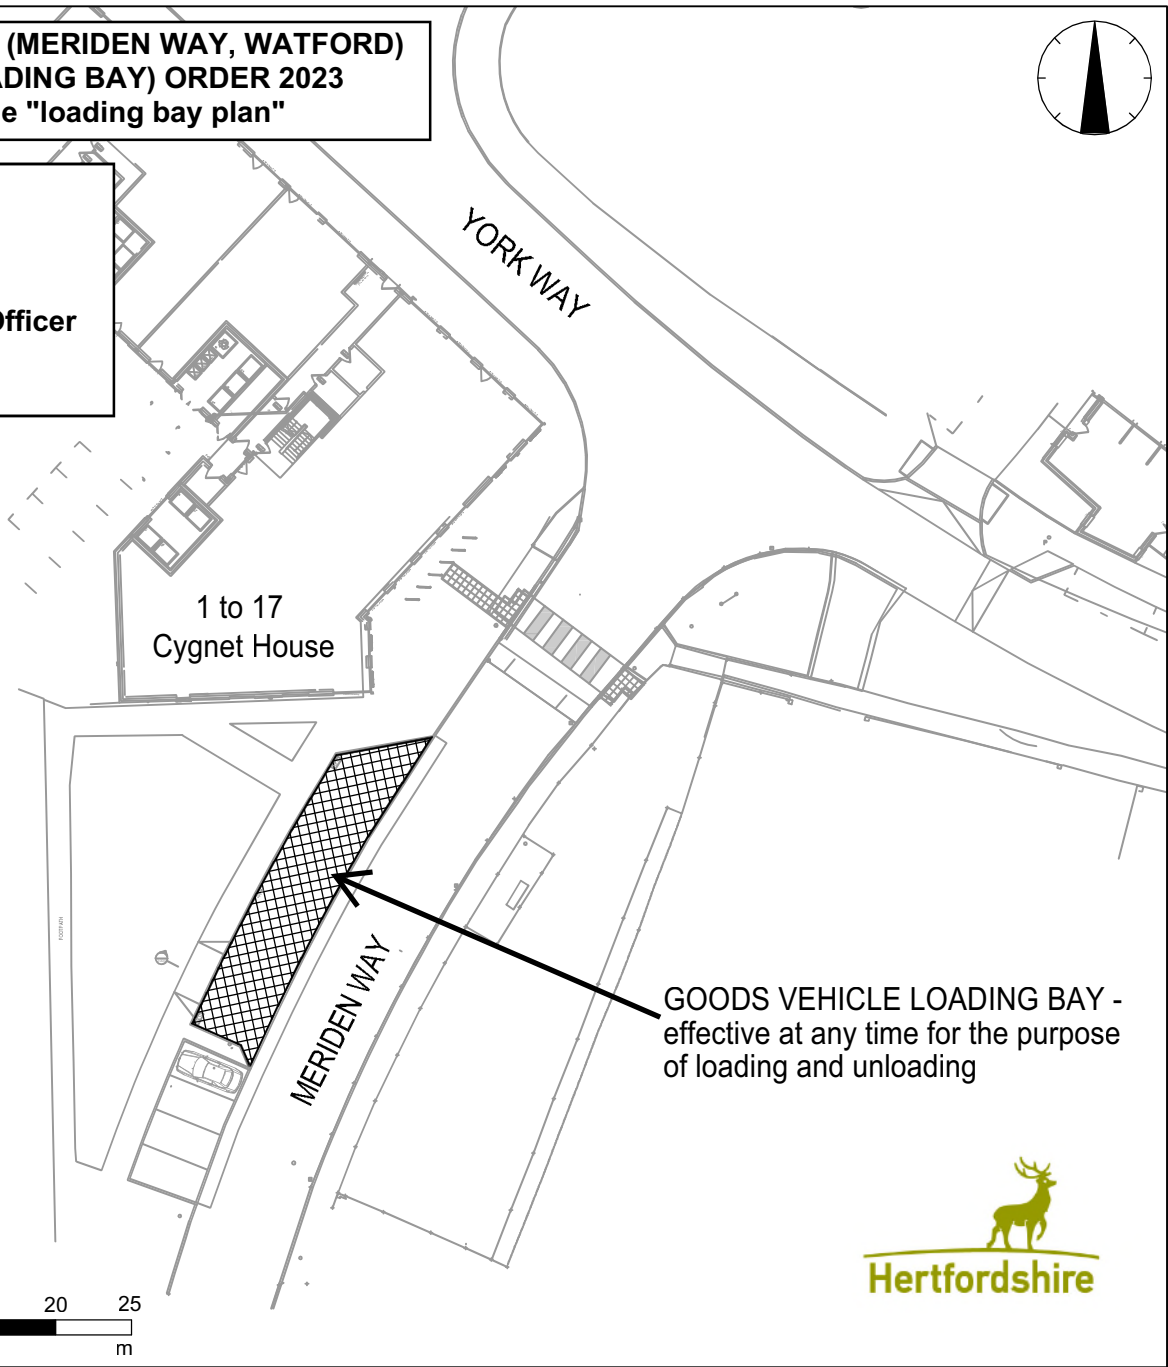 (MERIDEN WAY, WATFORD)
ADING BAY) ORDER 2023
e "loading bay plan"
Officer
YORK WAY
1 to 17
Cygnet House
FOOTPATH
MERIDEN WAY
GOODS VEHICLE LOADING BAY -
effective at any time for the purpose
of loading and unloading
Hertfordshire
20 25
m